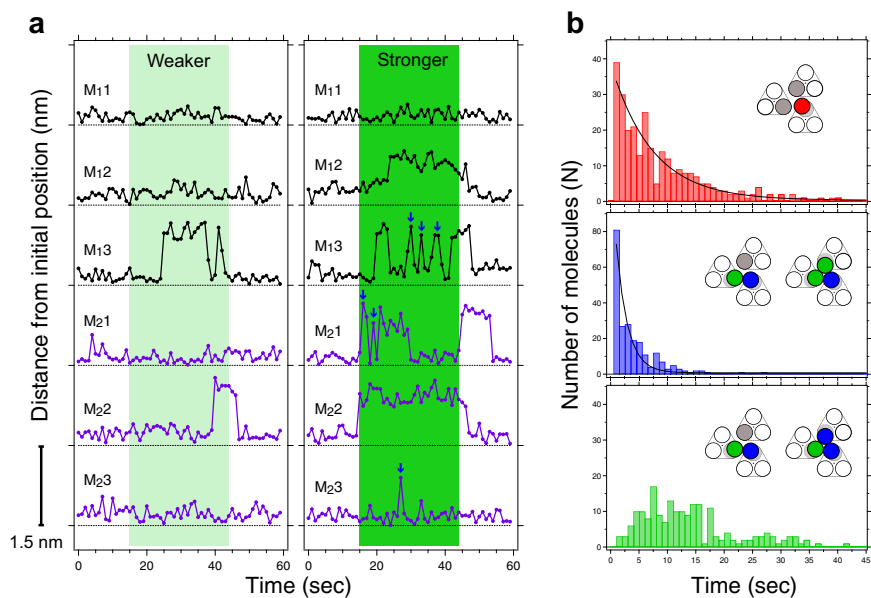 a
b
Weaker
Stronger
Distance from initial position (nm)
M₁1
M₁2
M₁3
M₂1
M₂2
M₂3
M₁1
M₁2
M₁3
M₂1
M₂2
M₂3
1.5 nm
0 20 40 60
0 20 40 60
Time (sec)
Number of molecules (N)
40
30
20
10
0
80
60
40
20
0
40
30
20
10
0
0 5 10 15 20 25 30 35 40 45
Time (sec)